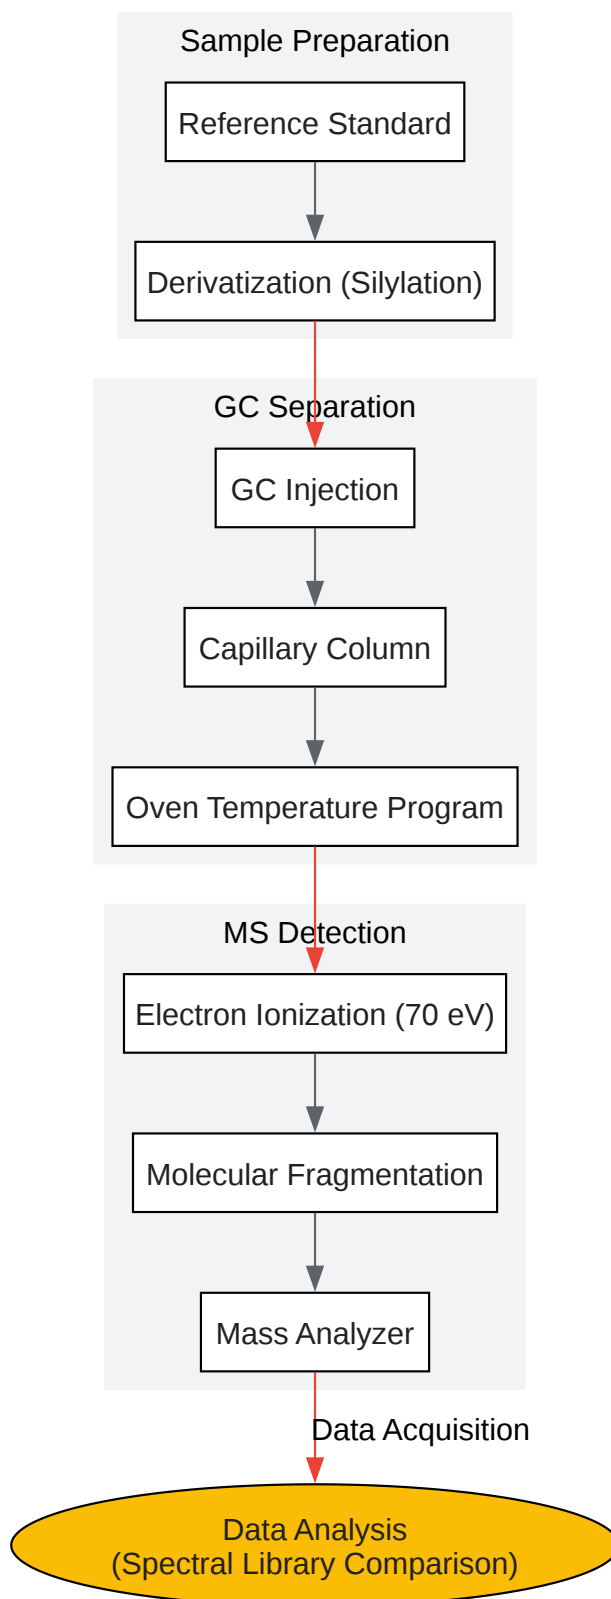 Sample Preparation
Reference Standard
Derivatization (Silylation)
GC Separation
GC Injection
Capillary Column
Oven Temperature Program
MS Detection
Electron Ionization (70 eV)
Molecular Fragmentation
Mass Analyzer
Data Acquisition
Data Analysis
(Spectral Library Comparison)